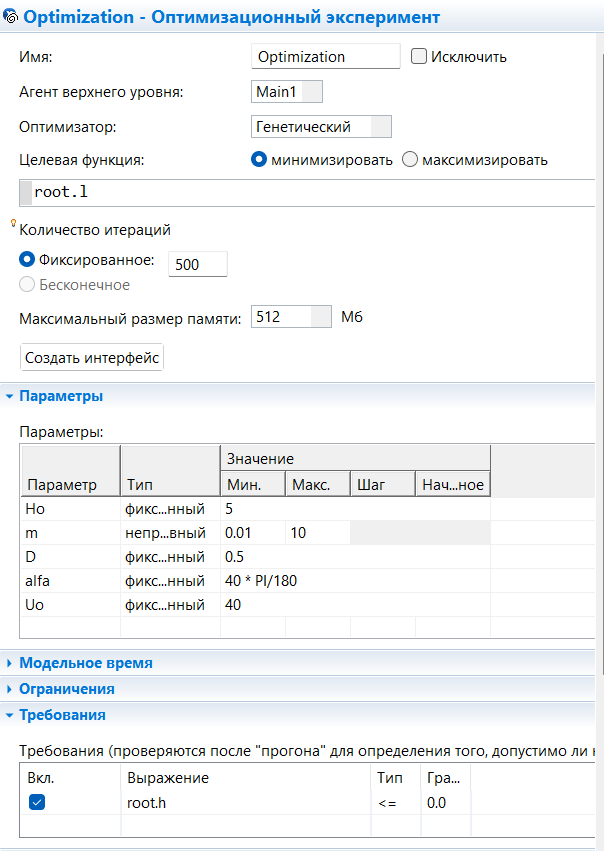 Optimization - Оптимизационный эксперимент
Имя: Optimization Исключить
Агент верхнего уровня: Main1
Оптимизатор: Генетический
Целевая функция: минимизировать максимизировать
root.l
Количество итераций
Фиксированное: 500
Бесконечное
Максимальный размер памяти: 512 Мб
Создать интерфейс
Параметры
Параметры:
Значение
Параметр Тип Мин. Макс. Шаг Нач...ное
Ho фикс...нный 5
m непр...вный 0.01 10
D фикс...нный 0.5
alfa фикс...нный 40 * PI/180
Uo фикс...нный 40
Модельное время
Ограничения
Требования
Требования (проверяются после "прогона" для определения того, допустимо ли
Вкл. Выражение Тип Гра...
root.h <= 0.0